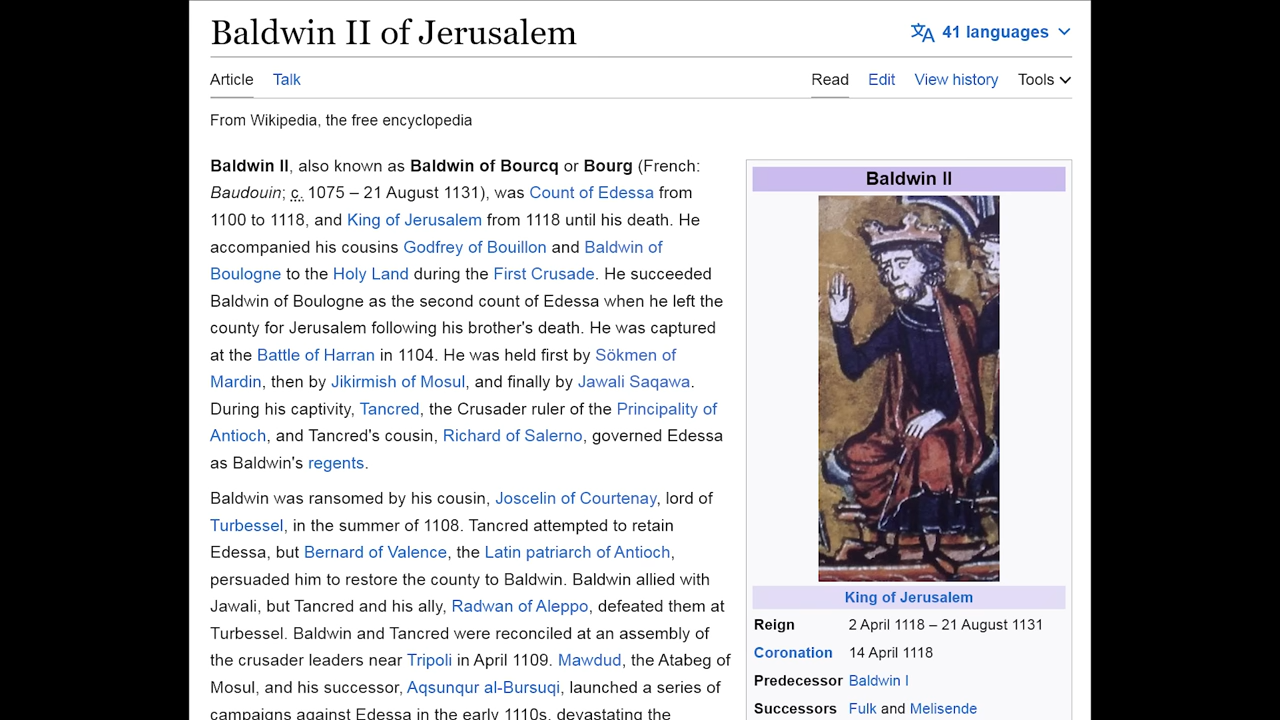 Baldwin II of Jerusalem
41 languages
Article Talk
Read Edit View history Tools
From Wikipedia, the free encyclopedia
Baldwin II, also known as Baldwin of Bourcq or Bourg (French:
Baudouin; c. 1075 – 21 August 1131), was Count of Edessa from
1100 to 1118, and King of Jerusalem from 1118 until his death. He
accompanied his cousins Godfrey of Bouillon and Baldwin of
Boulogne to the Holy Land during the First Crusade. He succeeded
Baldwin of Boulogne as the second count of Edessa when he left the
county for Jerusalem following his brother's death. He was captured
at the Battle of Harran in 1104. He was held first by Sökmen of
Mardin, then by Jikirmish of Mosul, and finally by Jawali Saqawa.
During his captivity, Tancred, the Crusader ruler of the Principality of
Antioch, and Tancred's cousin, Richard of Salerno, governed Edessa
as Baldwin's regents.
Baldwin was ransomed by his cousin, Joscelin of Courtenay, lord of
Turbessel, in the summer of 1108. Tancred attempted to retain
Edessa, but Bernard of Valence, the Latin patriarch of Antioch,
persuaded him to restore the county to Baldwin. Baldwin allied with
Jawali, but Tancred and his ally, Radwan of Aleppo, defeated them at
Turbessel. Baldwin and Tancred were reconciled at an assembly of
the crusader leaders near Tripoli in April 1109. Mawdud, the Atabeg of
Mosul, and his successor, Aqsunqur al-Bursuqi, launched a series of
campaigns against Edessa in the early 1110s, devastating the
Baldwin II
King of Jerusalem
Reign 2 April 1118 – 21 August 1131
Coronation 14 April 1118
Predecessor Baldwin I
Successors Fulk and Melisende